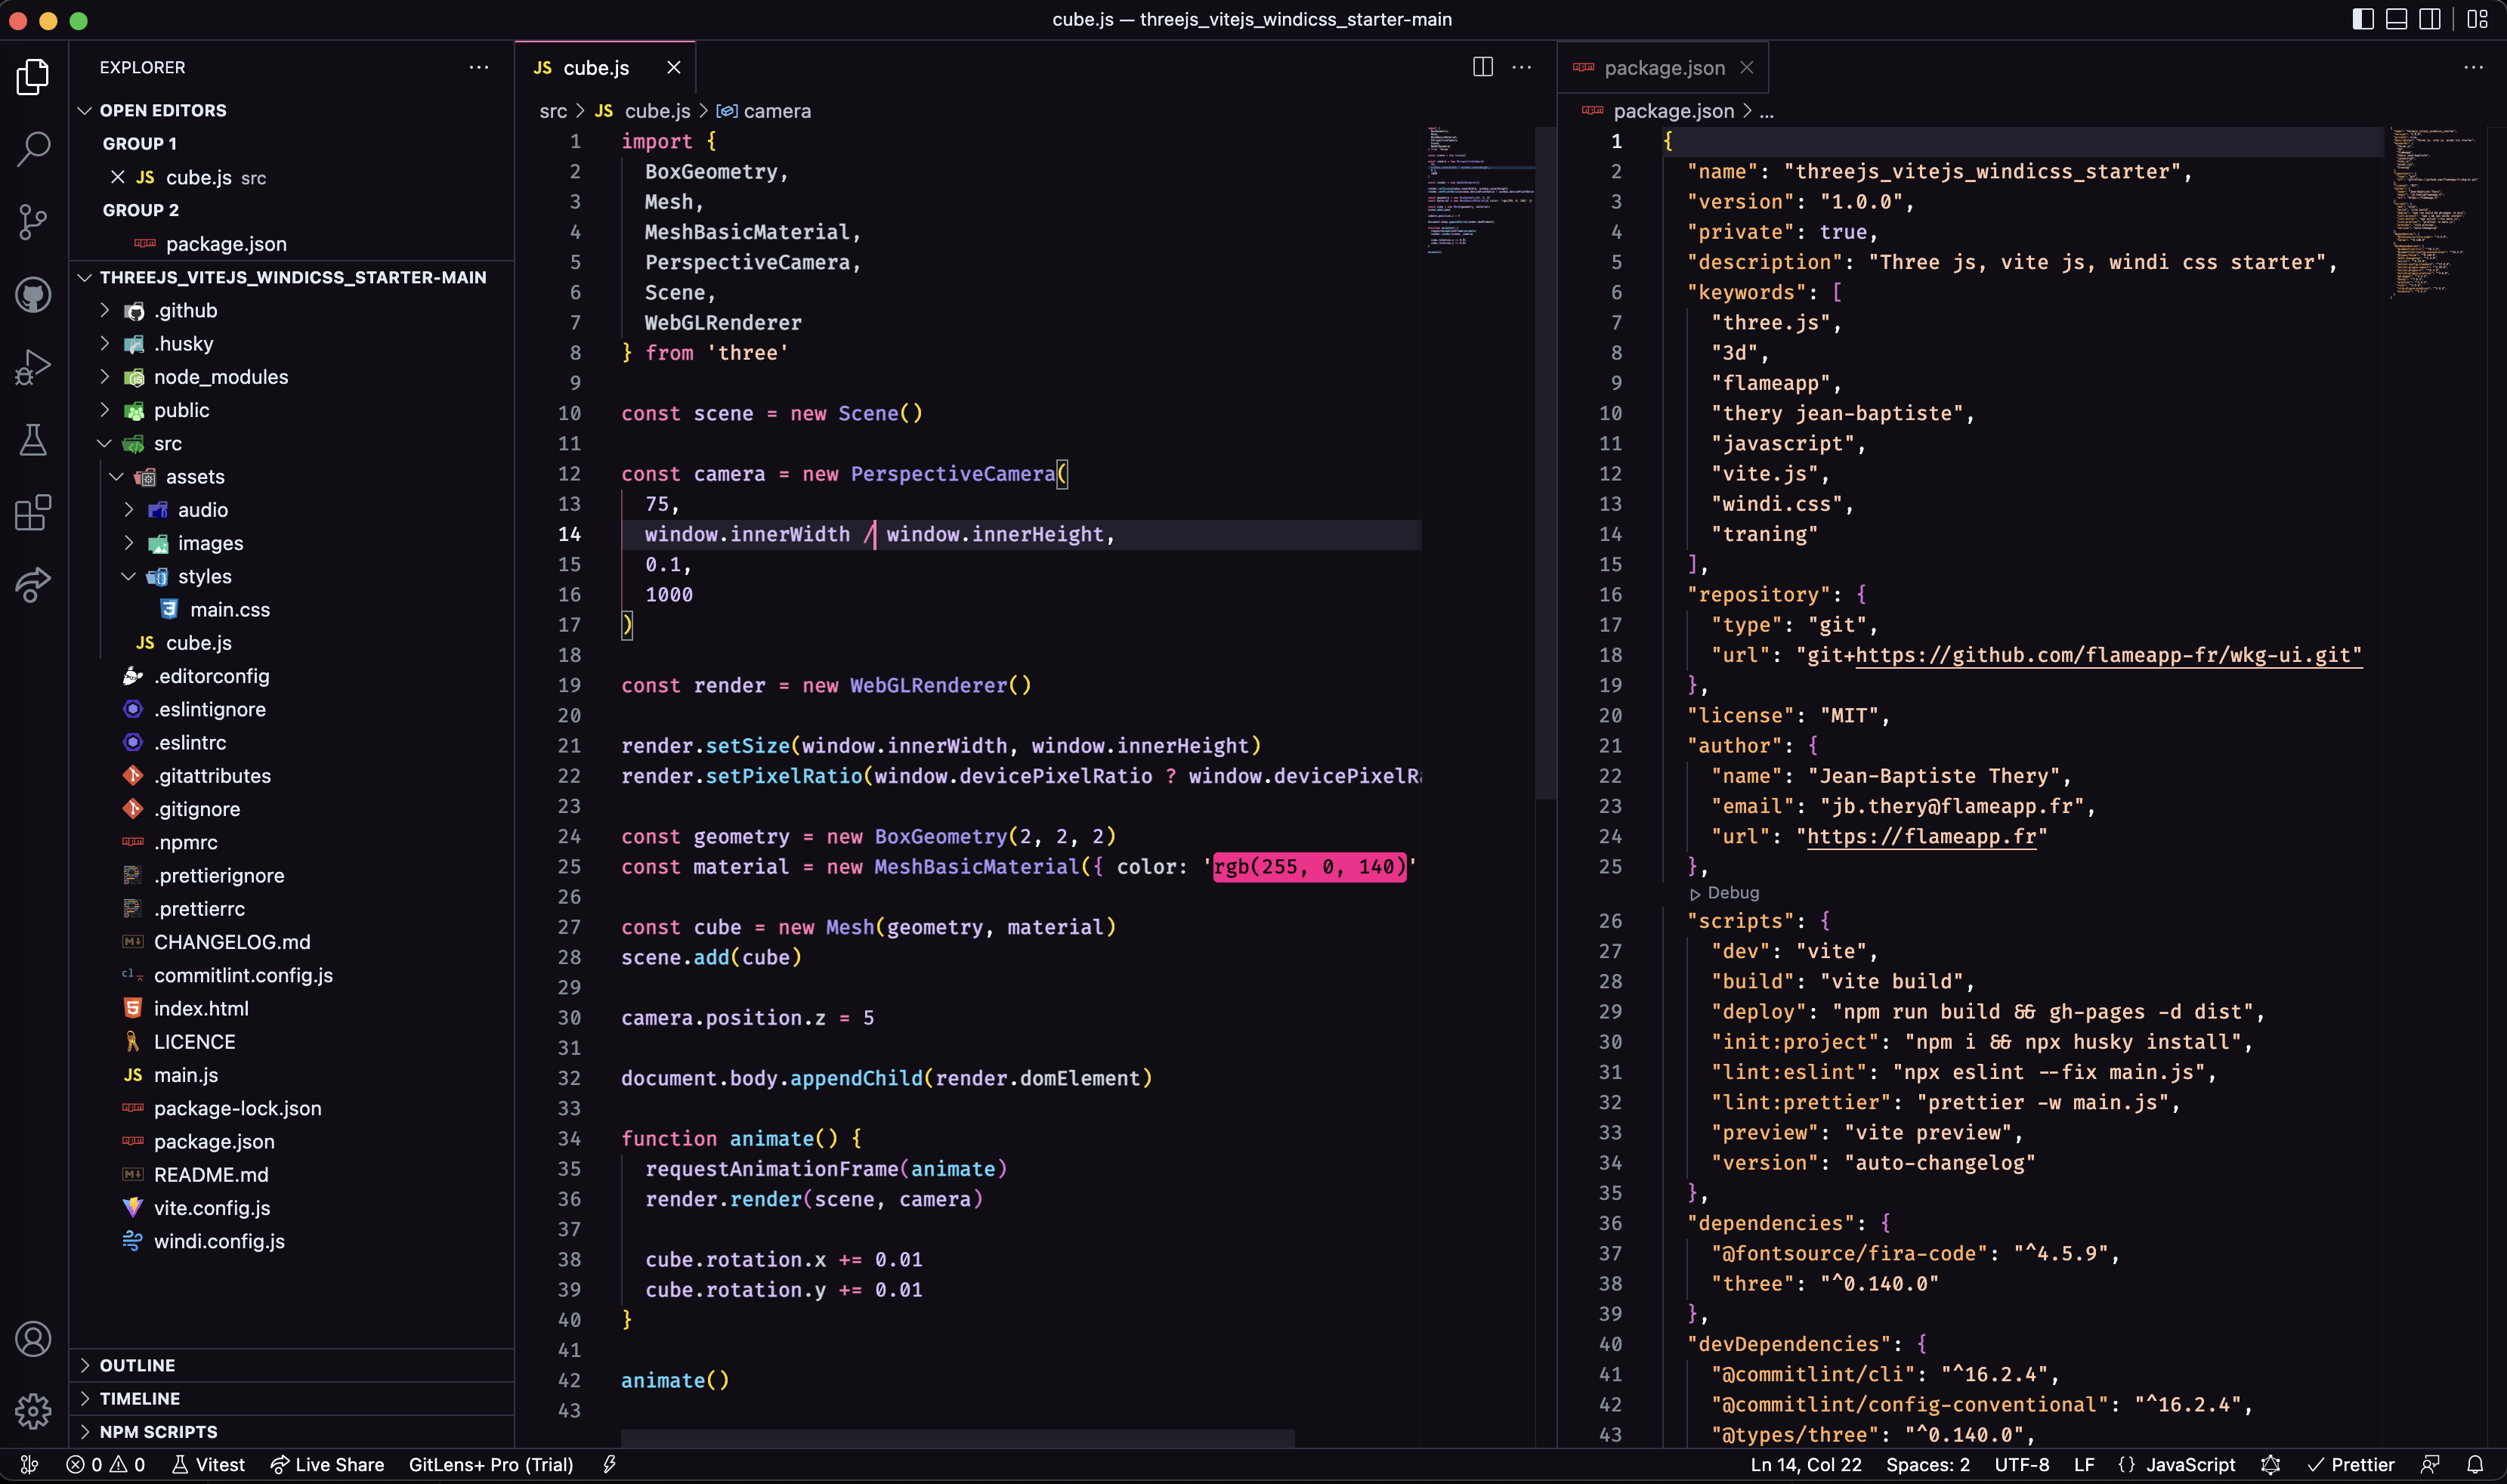 cube.js — threejs_vitejs_windicss_starter-main
EXPLORER
OPEN EDITORS
GROUP 1
JS cube.js src
GROUP 2
package.json
THREEJS_VITEJS_WINDICSS_STARTER-MAIN
.github
.husky
node_modules
public
src
assets
audio
images
styles
main.css
JS cube.js
.editorconfig
.eslintignore
.eslintrc
.gitattributes
.gitignore
.npmrc
.prettierignore
.prettierrc
CHANGELOG.md
commitlint.config.js
index.html
LICENCE
JS main.js
package-lock.json
package.json
README.md
vite.config.js
windi.config.js
OUTLINE
TIMELINE
NPM SCRIPTS
JS cube.js
src > JS cube.js > camera
1 import {
2 BoxGeometry,
3 Mesh,
4 MeshBasicMaterial,
5 PerspectiveCamera,
6 Scene,
7 WebGLRenderer
8 } from 'three'
9
10 const scene = new Scene()
11
12 const camera = new PerspectiveCamera(
13 75,
14 window.innerWidth / window.innerHeight,
15 0.1,
16 1000
17 )
18
19 const render = new WebGLRenderer()
20
21 render.setSize(window.innerWidth, window.innerHeight)
22 render.setPixelRatio(window.devicePixelRatio ? window.devicePixelRa
23
24 const geometry = new BoxGeometry(2, 2, 2)
25 const material = new MeshBasicMaterial({ color: 'rgb(255, 0, 140)'
26
27 const cube = new Mesh(geometry, material)
28 scene.add(cube)
29
30 camera.position.z = 5
31
32 document.body.appendChild(render.domElement)
33
34 function animate() {
35 requestAnimationFrame(animate)
36 render.render(scene, camera)
37
38 cube.rotation.x += 0.01
39 cube.rotation.y += 0.01
40 }
41
42 animate()
43
package.json
package.json > ...
1 {
2 "name": "threejs_vitejs_windicss_starter",
3 "version": "1.0.0",
4 "private": true,
5 "description": "Three js, vite js, windi css starter",
6 "keywords": [
7 "three.js",
8 "3d",
9 "flameapp",
10 "thery jean-baptiste",
11 "javascript",
12 "vite.js",
13 "windi.css",
14 "traning"
15 ],
16 "repository": {
17 "type": "git",
18 "url": "git+https://github.com/flameapp-fr/wkg-ui.git"
19 },
20 "license": "MIT",
21 "author": {
22 "name": "Jean-Baptiste Thery",
23 "email": "jb.thery@flameapp.fr",
24 "url": "https://flameapp.fr"
25 },
Debug
26 "scripts": {
27 "dev": "vite",
28 "build": "vite build",
29 "deploy": "npm run build && gh-pages -d dist",
30 "init:project": "npm i && npx husky install",
31 "lint:eslint": "npx eslint --fix main.js",
32 "lint:prettier": "prettier -w main.js",
33 "preview": "vite preview",
34 "version": "auto-changelog"
35 },
36 "dependencies": {
37 "@fontsource/fira-code": "^4.5.9",
38 "three": "^0.140.0"
39 },
40 "devDependencies": {
41 "@commitlint/cli": "^16.2.4",
42 "@commitlint/config-conventional": "^16.2.4",
43 "@types/three": "^0.140.0",
0 0 Vitest Live Share GitLens+ Pro (Trial) Ln 14, Col 22 Spaces: 2 UTF-8 LF {} JavaScript Prettier